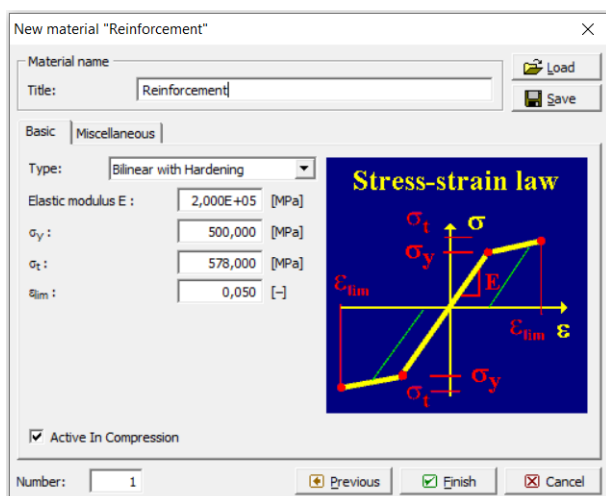 New material "Reinforcement"
Material name
Title: Reinforcement
Load
Save
Basic Miscellaneous
Type: Bilinear with Hardening
Elastic modulus E : 2,000E+05 [MPa]
σy : 500,000 [MPa]
σt : 578,000 [MPa]
εlim : 0,050 [–]
Stress-strain law
σt σ
σy
E
εlim
εlim ε
σy
σt
Active In Compression
Number: 1
Previous Finish Cancel